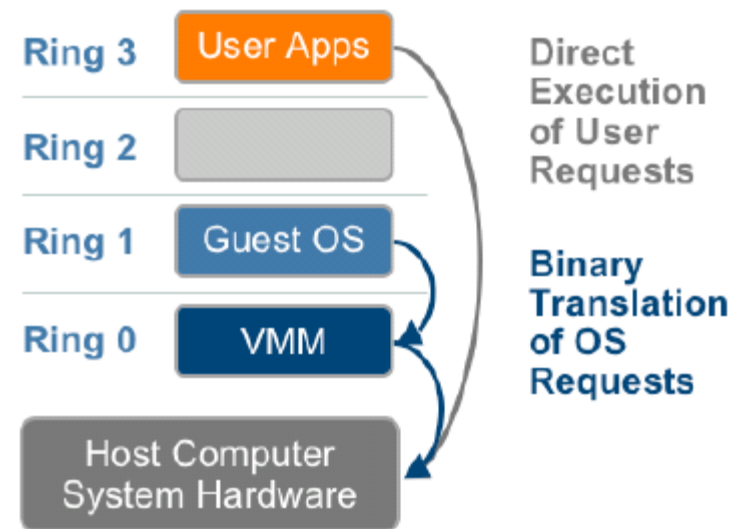 Ring 3
User Apps
Ring 2
Ring 1
Guest OS
Ring 0
VMM
Host Computer
System Hardware
Direct
Execution
of User
Requests
Binary
Translation
of OS
Requests